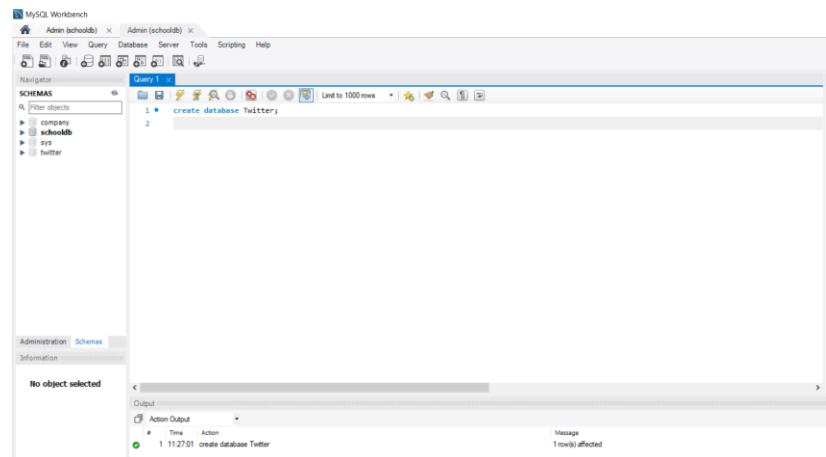 MySQL Workbench
Admin (schooldb) × Admin (schooldb) ×
File Edit View Query Database Server Tools Scripting Help
Navigator
Query 1 ×
SCHEMAS
Limit to 1000 rows
Filter objects
1 create database Twitter;
2
company
schooldb
sys
twitter
Administration Schemas
Information
No object selected
Output
Action Output
# Time Action Message
1 11:27:01 create database Twitter 1 row(s) affected